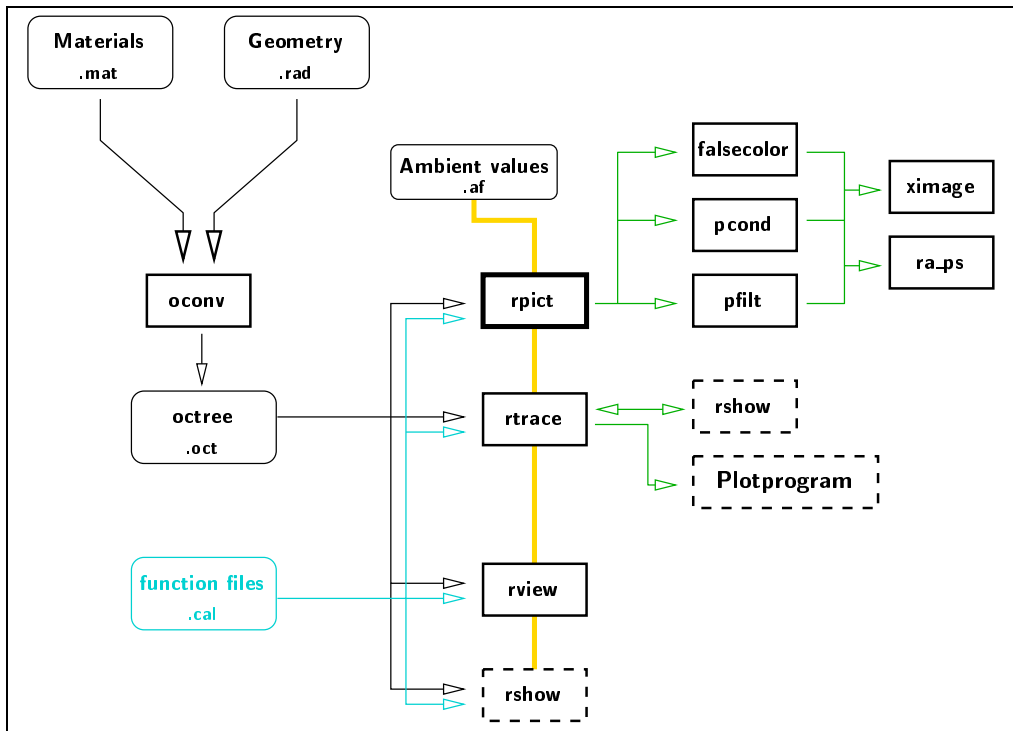 Materials
.mat
Geometry
.rad
Ambient values
.af
falsecolor
ximage
pcond
ra_ps
oconv
rpict
pfilt
octree
.oct
rtrace
rshow
Plotprogram
function files
.cal
rview
rshow